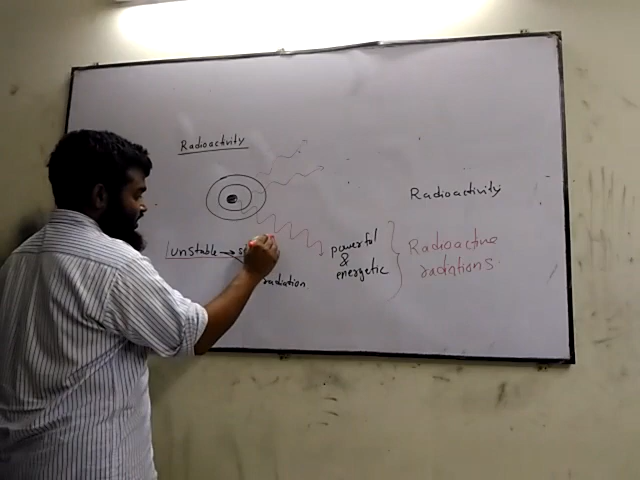 Radioactivity
Radioactivity
powerful
&
energetic
Radioactive
radiations
Unstable →
radiation